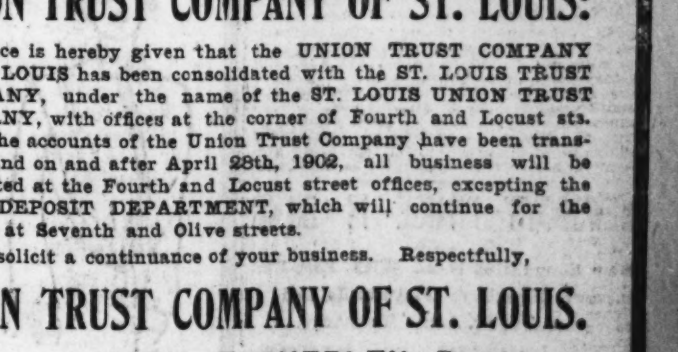 N TRUST COMPANY OF ST. LOUIS.
ce is hereby given that the UNION TRUST COMPANY
LOUIS has been consolidated with the ST. LOUIS TRUST
ANY, under the name of the ST. LOUIS UNION TRUST
NY, with offices at the corner of Fourth and Locust sts.
he accounts of the Union Trust Company have been trans-
nd on and after April 28th, 1902, all business will be
ted at the Fourth and Locust street offices, excepting the
DEPOSIT DEPARTMENT, which will continue for the
at Seventh and Olive streets.
solicit a continuance of your business. Respectfully,
N TRUST COMPANY OF ST. LOUIS.